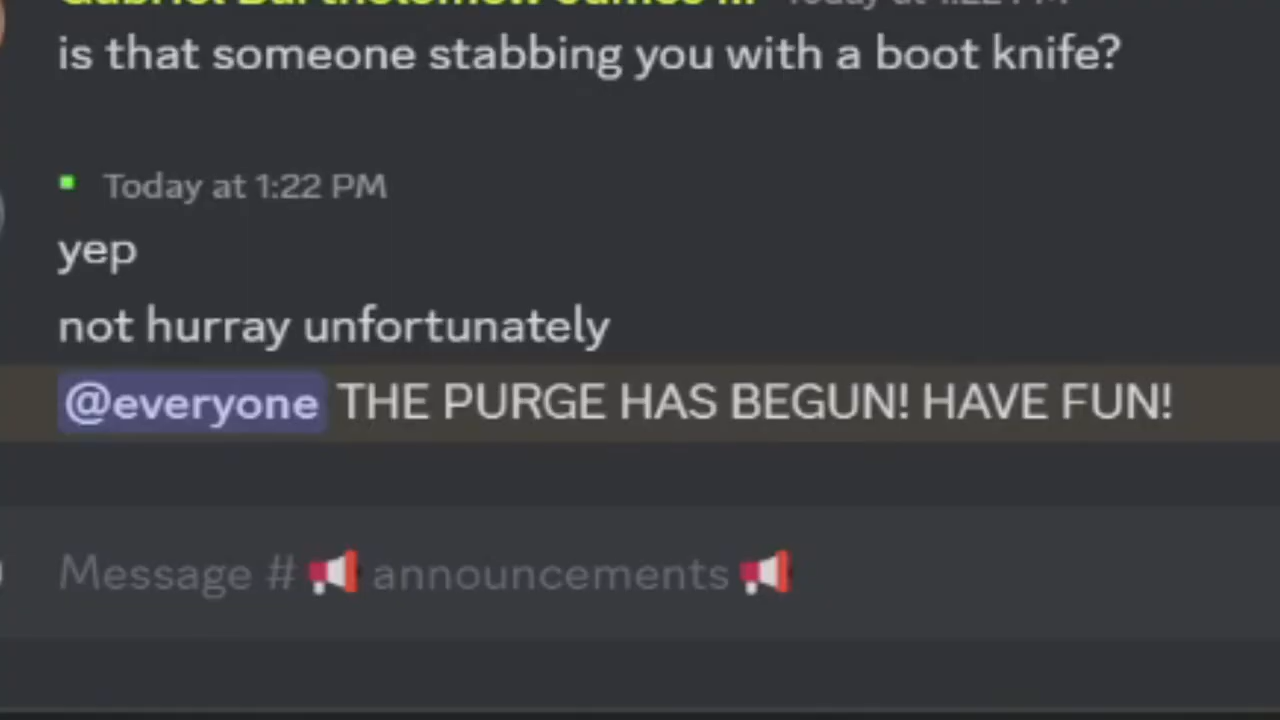 is that someone stabbing you with a boot knife?
Today at 1:22 PM
yep
not hurray unfortunately
@everyone THE PURGE HAS BEGUN! HAVE FUN!
Message # announcements